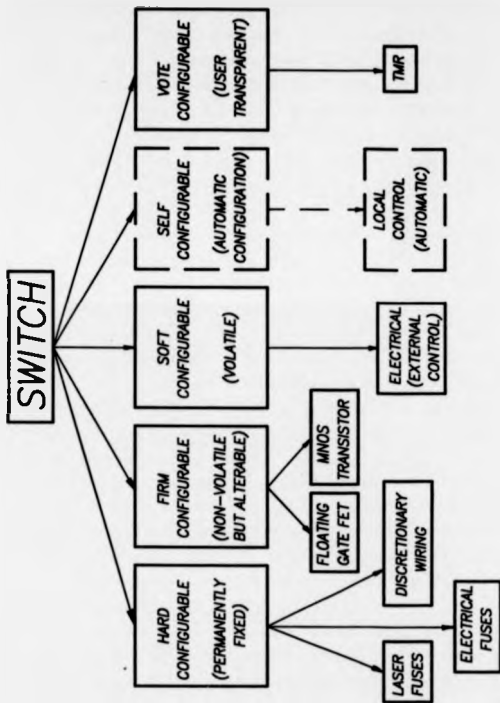 SWITCH
HARD
CONFIGURABLE
(PERMANENTLY
FIXED)
FIRM
CONFIGURABLE
(NON-VOLATILE
BUT ALTERABLE)
SOFT
CONFIGURABLE
(VOLATILE)
SELF
CONFIGURABLE
(AUTOMATIC
CONFIGURATION)
VOTE
CONFIGURABLE
(USER
TRANSPARENT)
LASER
FUSES
ELECTRICAL
FUSES
DISCRETIONARY
WIRING
FLOATING
GATE FET
MNOS
TRANSISTOR
ELECTRICAL
(EXTERNAL
CONTROL)
LOCAL
CONTROL
(AUTOMATIC)
TMR